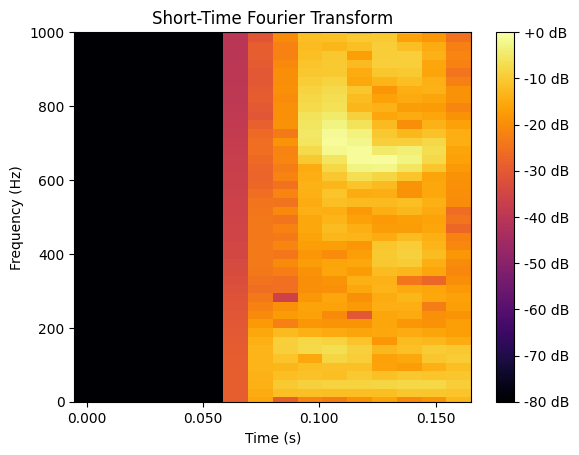 Short-Time Fourier Transform
1000
800
600
400
200
0
Frequency (Hz)
0.000
0.050
0.100
0.150
Time (s)
+0 dB
-10 dB
-20 dB
-30 dB
-40 dB
-50 dB
-60 dB
-70 dB
-80 dB